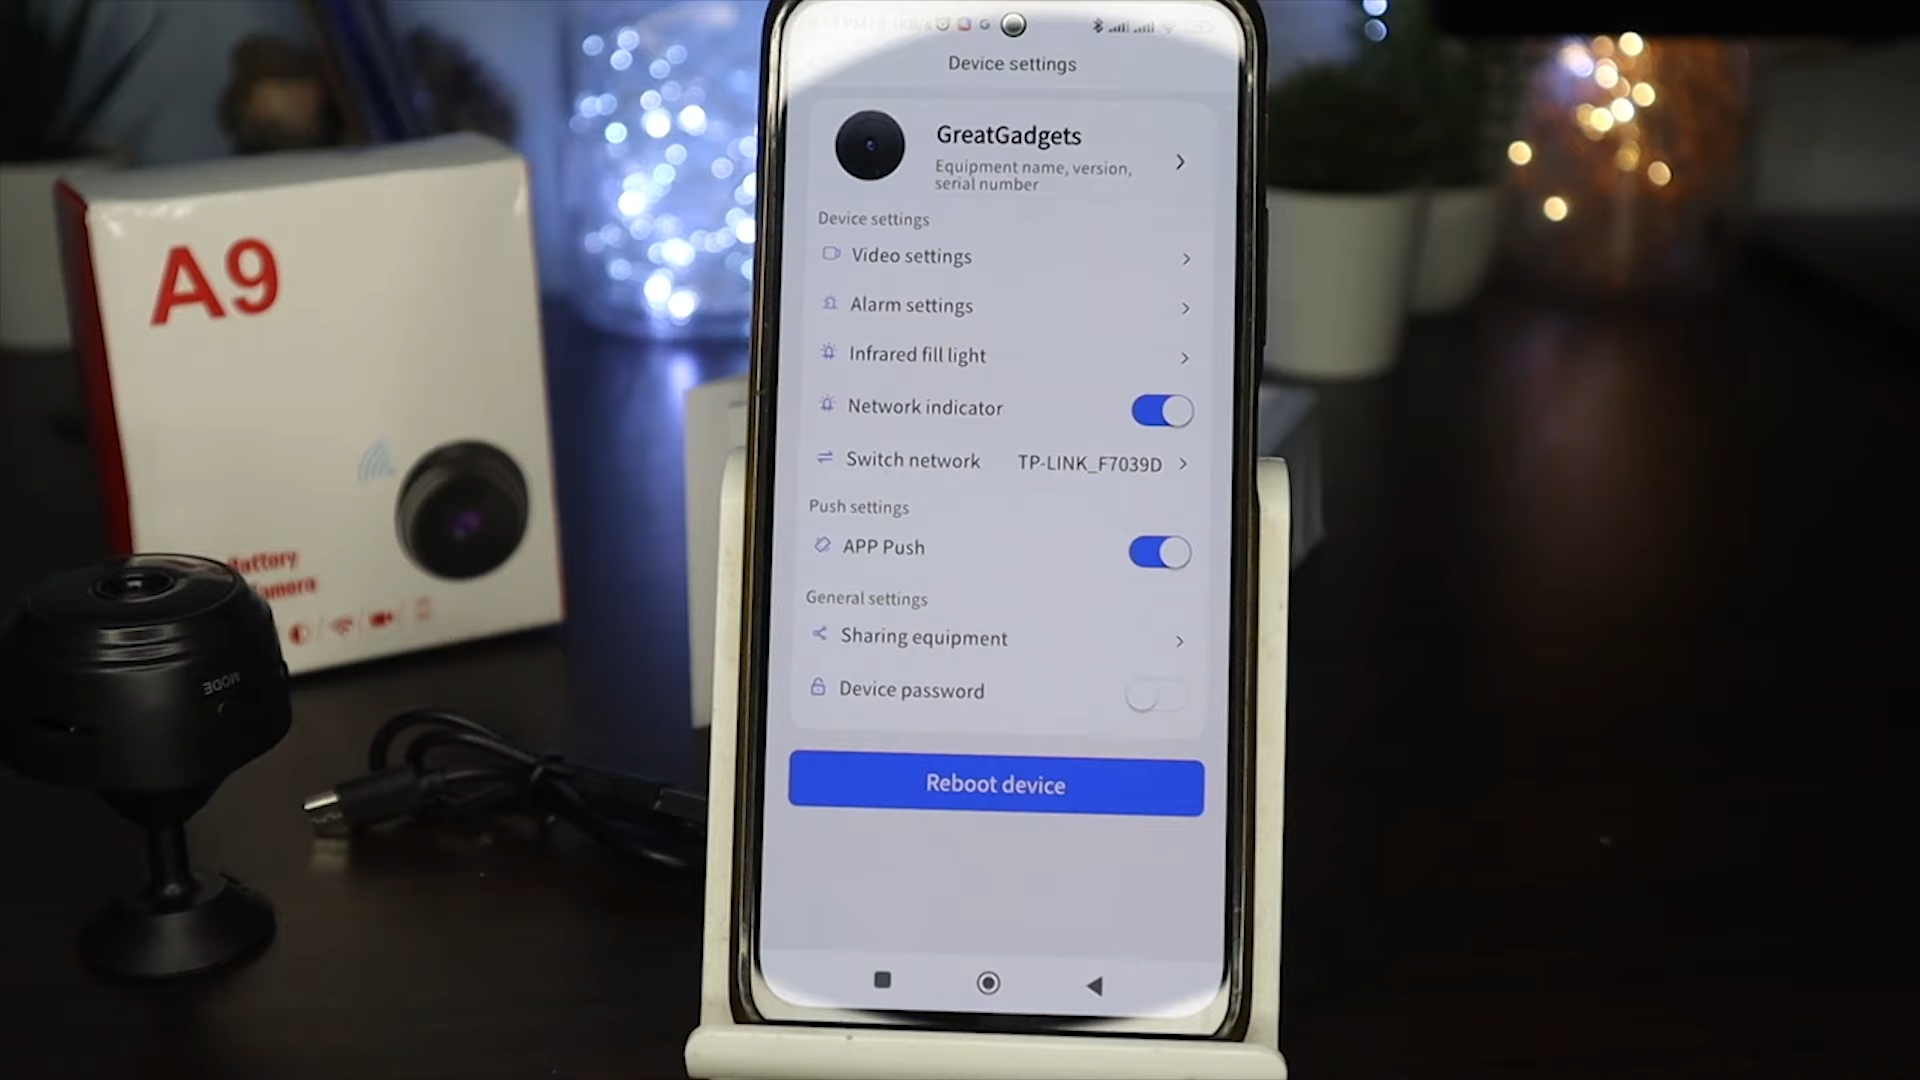 Device settings
GreatGadgets
Equipment name, version,
serial number
Device settings
Video settings
Alarm settings
Infrared fill light
Network indicator
Switch network TP-LINK_F7039D
Push settings
APP Push
General settings
Sharing equipment
Device password
Reboot device
A9
MODE